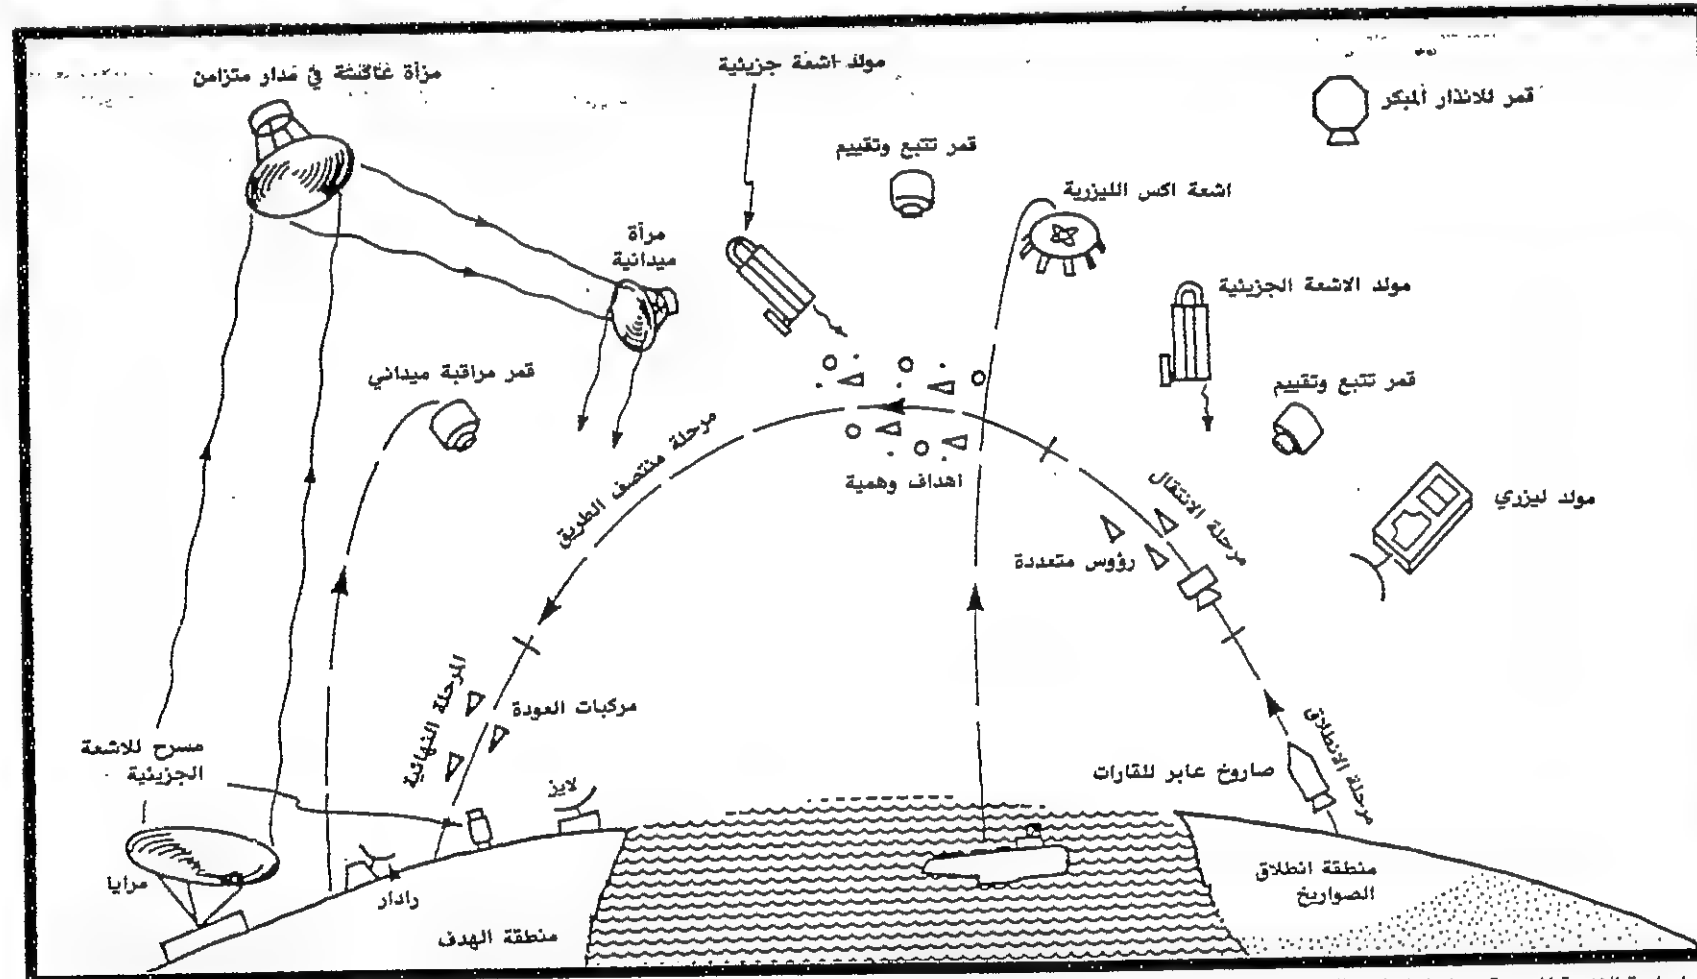 قمر للانذار المبكر
مولد اشعة جزيئية
مرآة عاكسة في مدار متزامن
قمر تتبع وتقييم
اشعة اكس الليزرية
مرآة
ميدانية
مولد الاشعة الجزيئية
قمر تتبع وتقييم
قمر مراقبة ميداني
مرحلة منتصف الطريق
اهداف وهمية
مرحلة الانتقال
مولد ليزري
رؤوس متعددة
المرحلة النهائية
مركبات العودة
مرحلة الانطلاق
صاروخ عابر للقارات
مسرح للاشعة
الجزيئية
لايزر
مرايا
رادار
منطقة الهدف
منطقة انطلاق
الصواريخ